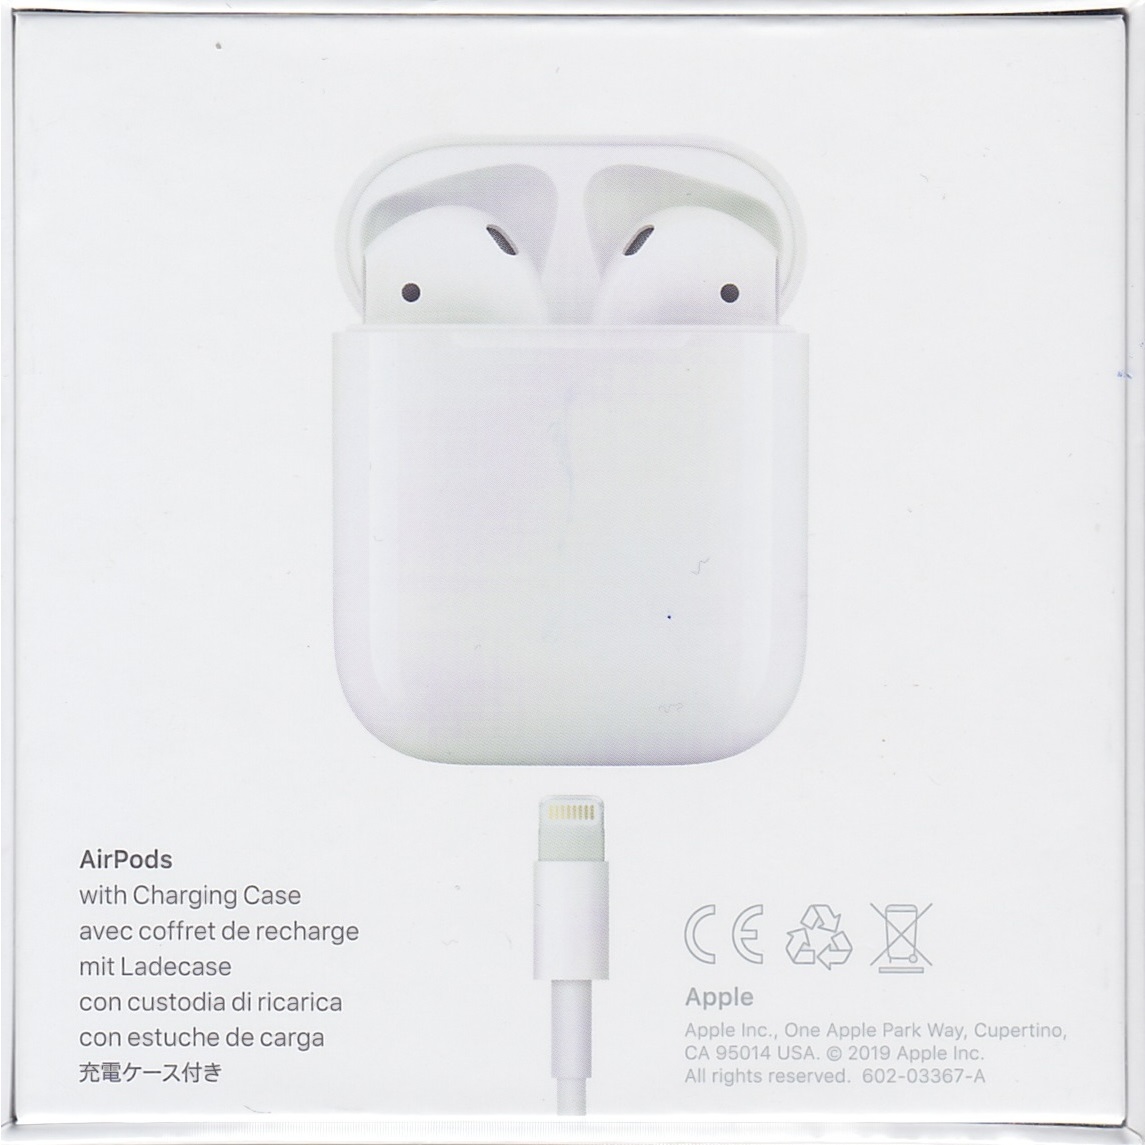 AirPods
with Charging Case
avec coffret de recharge
mit Ladecase
con custodia di ricarica
con estuche de carga
充電ケース付き
CE
Apple
Apple Inc., One Apple Park Way, Cupertino,
CA 95014 USA. © 2019 Apple Inc.
All rights reserved. 602-03367-A